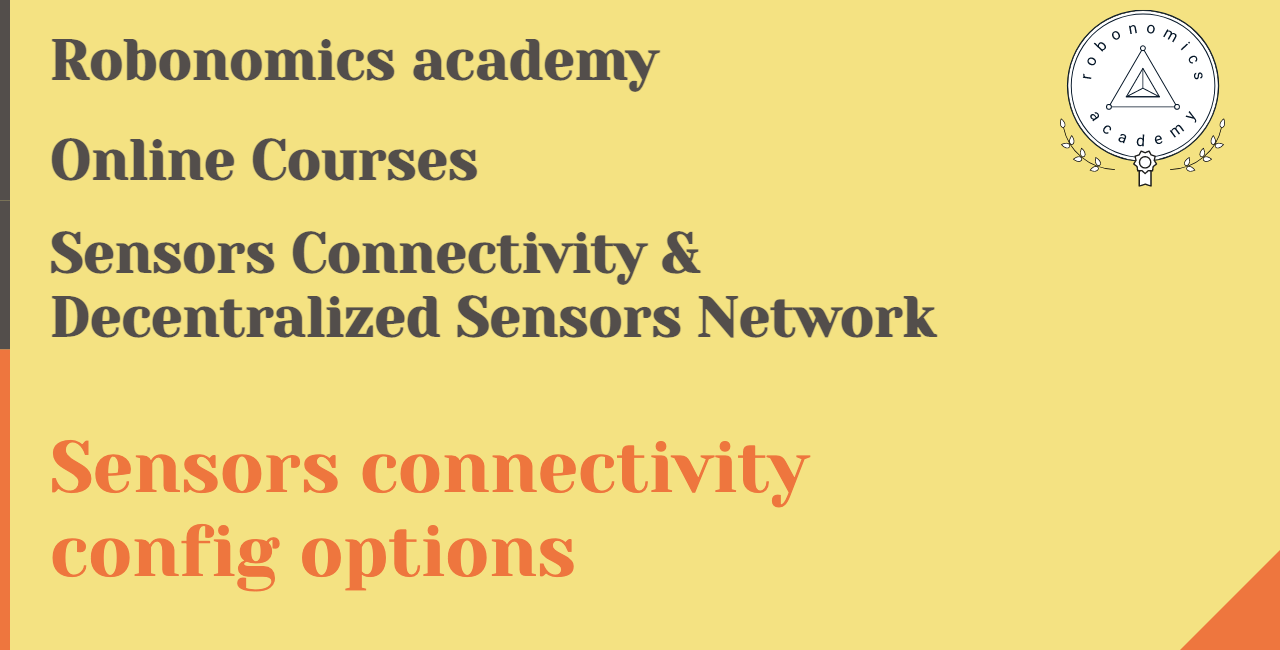 Robonomics academy
robonomics
academy
Online Courses
Sensors Connectivity &
Decentralized Sensors Network
Sensors connectivity
config options